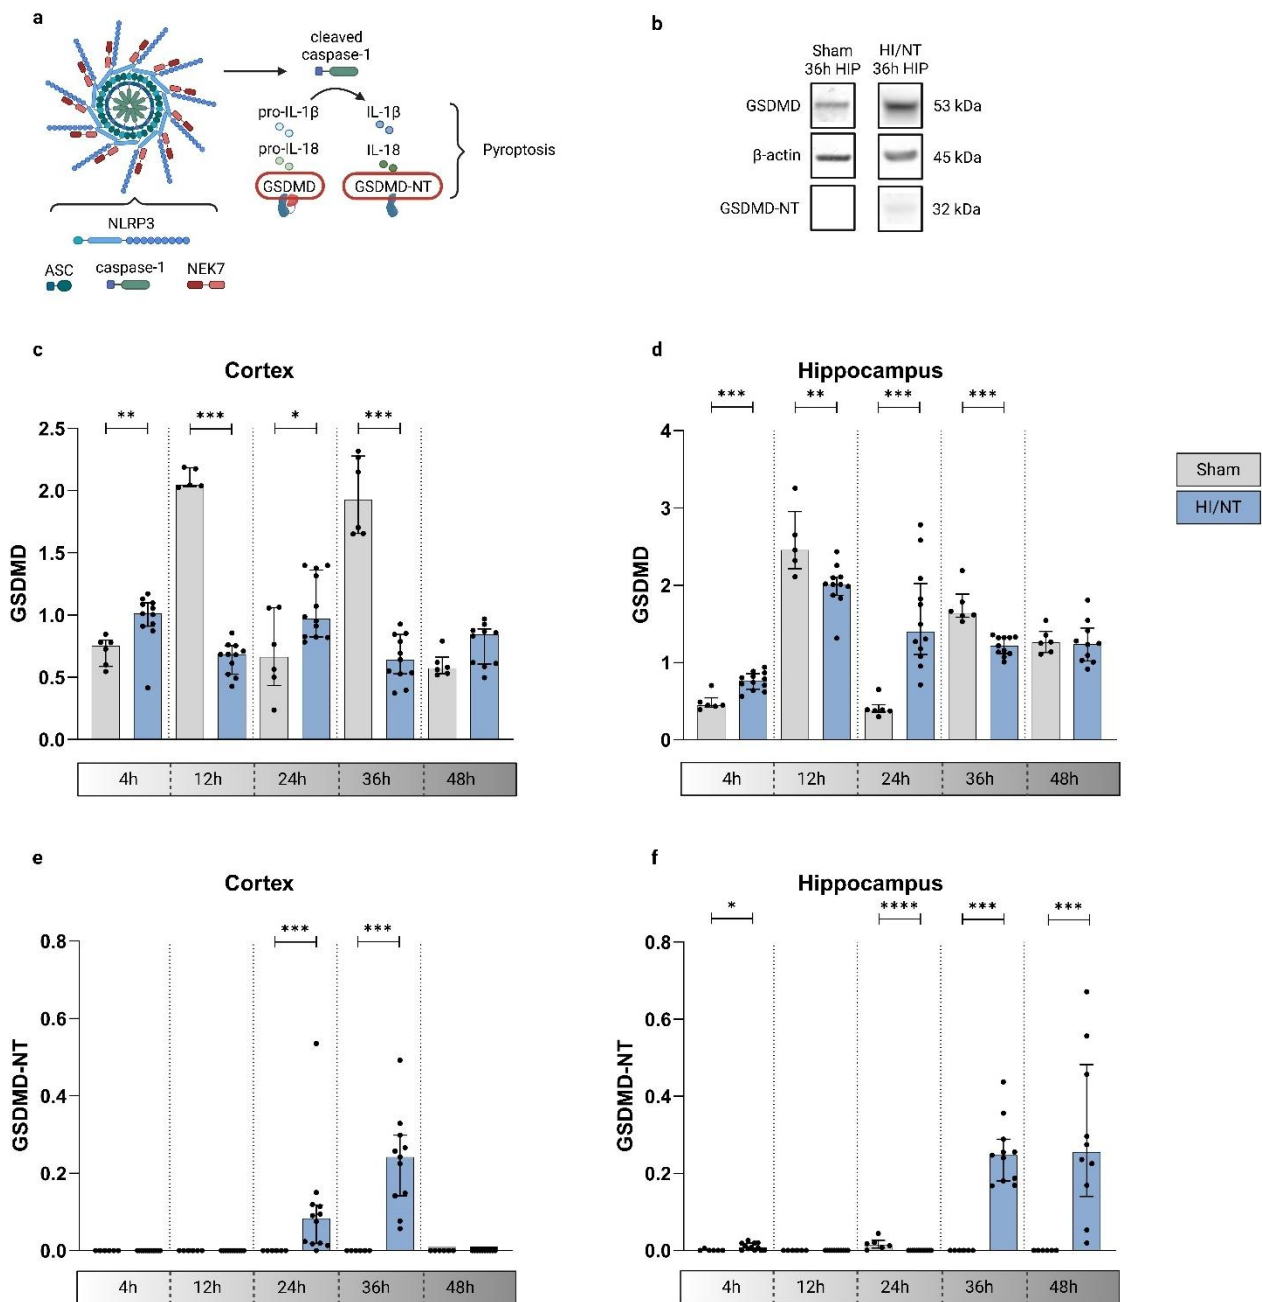 a
cleaved
caspase-1
pro-IL-1β
IL-1β
pro-IL-18
IL-18
GSDMD
GSDMD-NT
Pyroptosis
NLRP3
ASC
caspase-1
NEK7
b
Sham
36h HIP
HI/NT
36h HIP
GSDMD
53 kDa
β-actin
45 kDa
GSDMD-NT
32 kDa
c
Cortex
** *** * ***
GSDMD
2.5
2.0
1.5
1.0
0.5
0.0
4h 12h 24h 36h 48h
d
Hippocampus
*** ** *** ***
GSDMD
4
3
2
1
0
4h 12h 24h 36h 48h
Sham
HI/NT
e
Cortex
*** ***
GSDMD-NT
0.8
0.6
0.4
0.2
0.0
4h 12h 24h 36h 48h
f
Hippocampus
* **** *** ***
GSDMD-NT
0.8
0.6
0.4
0.2
0.0
4h 12h 24h 36h 48h